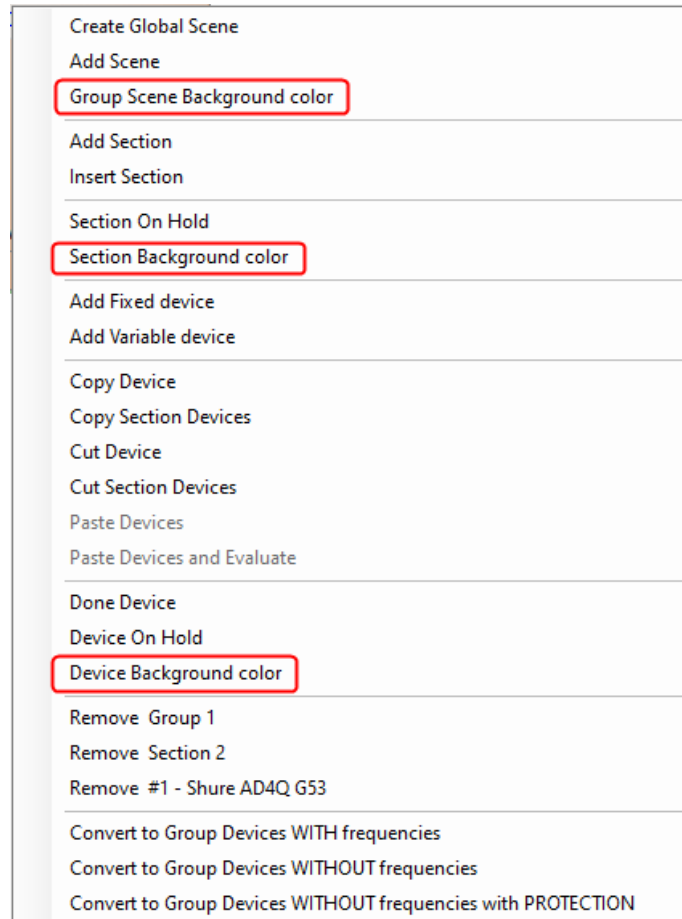 Create Global Scene
Add Scene
Group Scene Background color
Add Section
Insert Section
Section On Hold
Section Background color
Add Fixed device
Add Variable device
Copy Device
Copy Section Devices
Cut Device
Cut Section Devices
Paste Devices
Paste Devices and Evaluate
Done Device
Device On Hold
Device Background color
Remove  Group 1
Remove  Section 2
Remove  #1 - Shure AD4Q G53
Convert to Group Devices WITH frequencies
Convert to Group Devices WITHOUT frequencies
Convert to Group Devices WITHOUT frequencies with PROTECTION